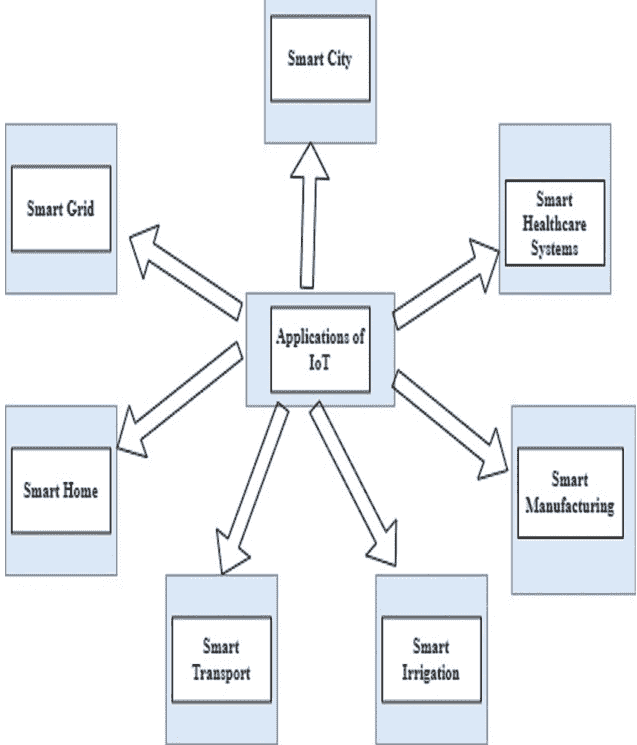 Smart City
Smart Grid
Smart
Healthcare
Systems
Applications of
IoT
Smart Home
Smart
Manufacturing
Smart
Transport
Smart
Irrigation